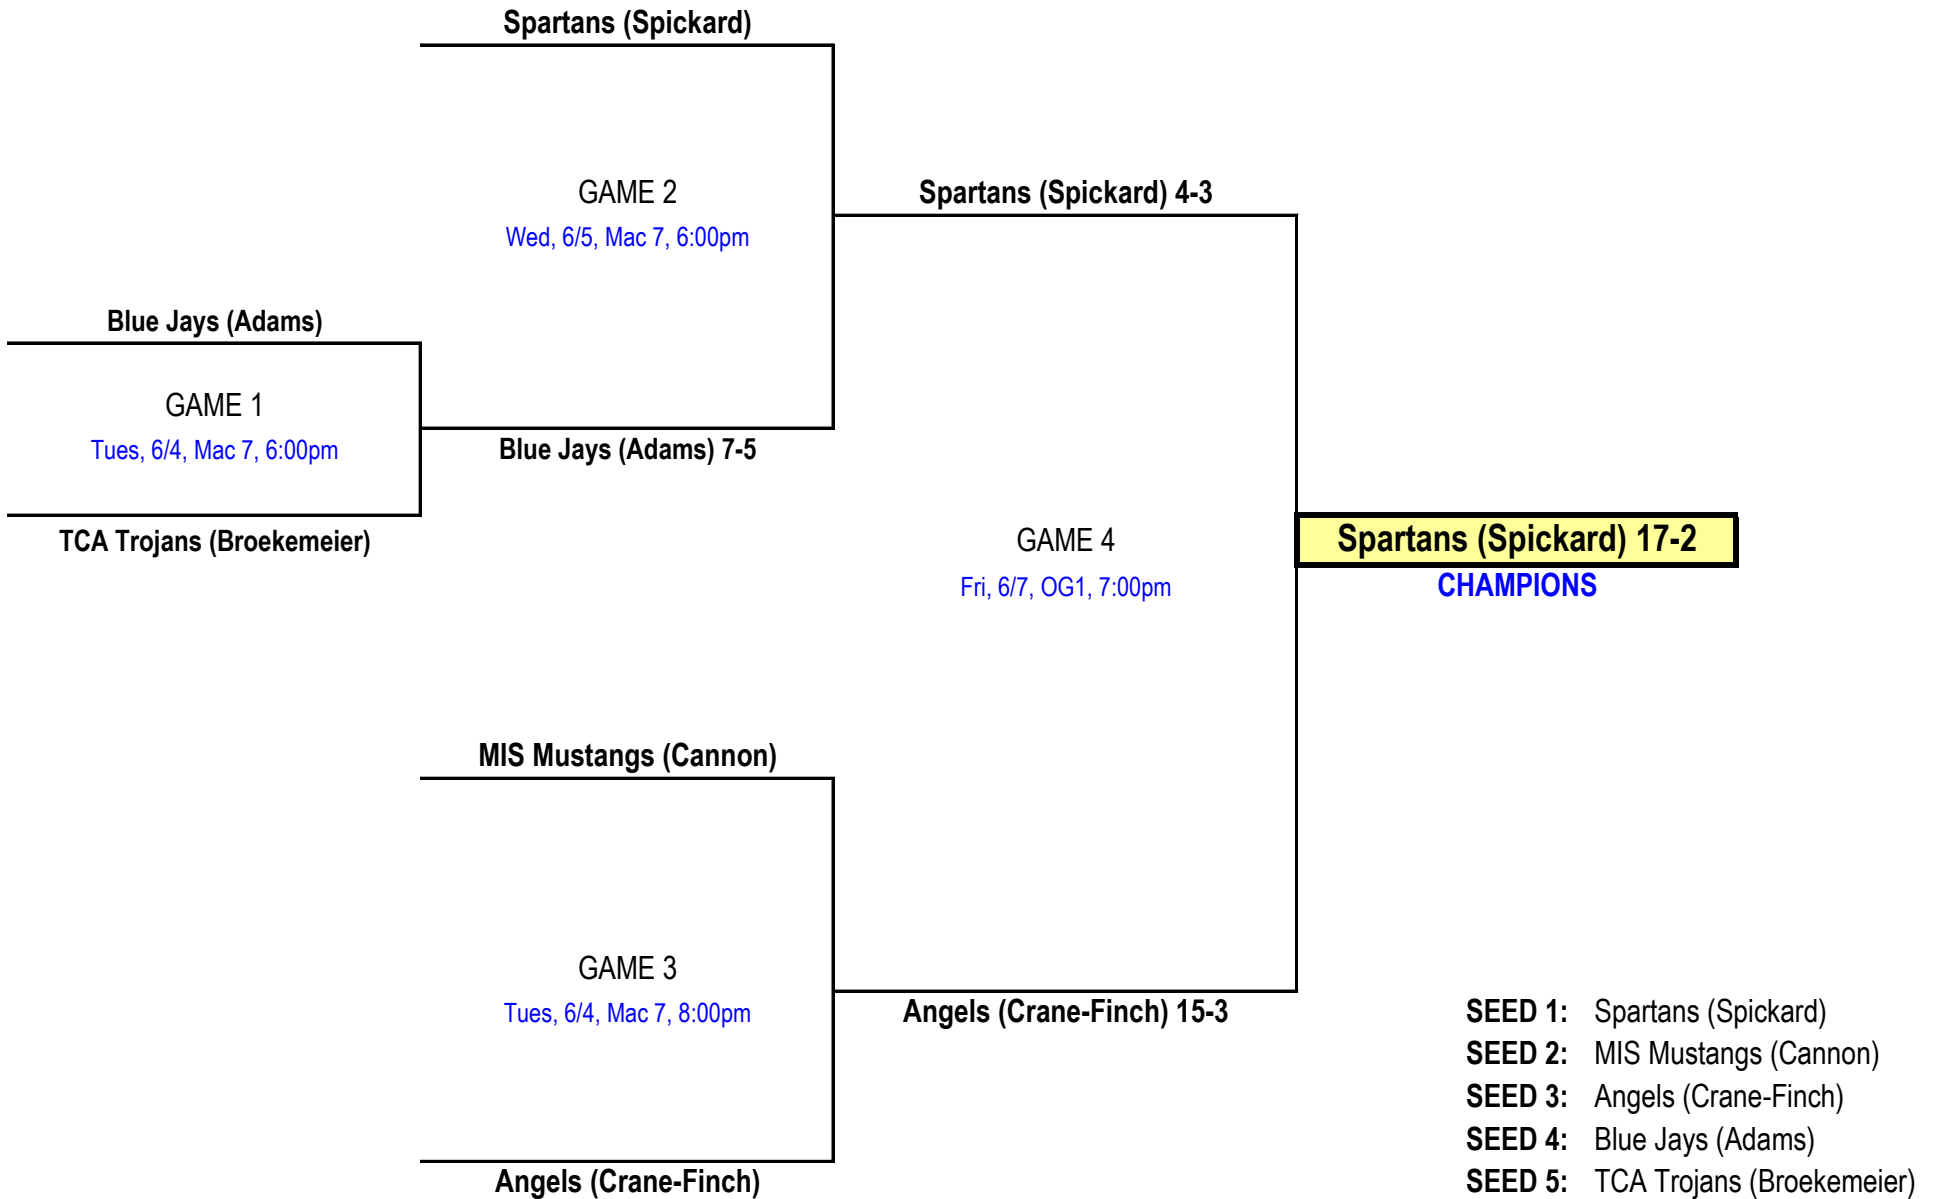 Spartans (Spickard)
GAME 2
Wed, 6/5, Mac 7, 6:00pm
Spartans (Spickard) 4-3
Blue Jays (Adams)
GAME 1
Tues, 6/4, Mac 7, 6:00pm
Blue Jays (Adams) 7-5
TCA Trojans (Broekemeier)
GAME 4
Fri, 6/7, OG1, 7:00pm
Spartans (Spickard) 17-2
CHAMPIONS
MIS Mustangs (Cannon)
GAME 3
Tues, 6/4, Mac 7, 8:00pm
Angels (Crane-Finch) 15-3
Angels (Crane-Finch)
SEED 1: Spartans (Spickard)
SEED 2: MIS Mustangs (Cannon)
SEED 3: Angels (Crane-Finch)
SEED 4: Blue Jays (Adams)
SEED 5: TCA Trojans (Broekemeier)